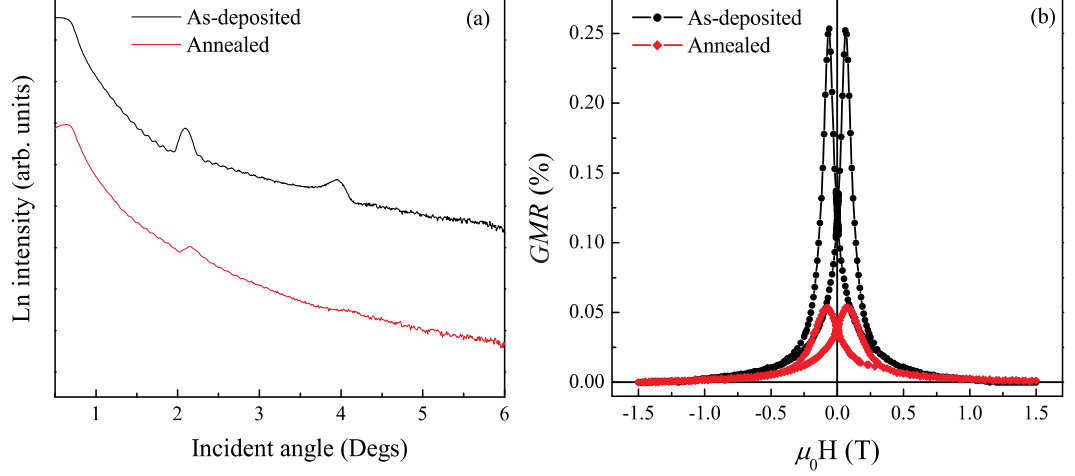 (a)
As-deposited
Annealed
Ln intensity (arb. units)
1 2 3 4 5 6
Incident angle (Degs)
(b)
As-deposited
Annealed
GMR (%)
0.25
0.20
0.15
0.10
0.05
0.00
-1.5 -1.0 -0.5 0.0 0.5 1.0 1.5
μ₀H (T)